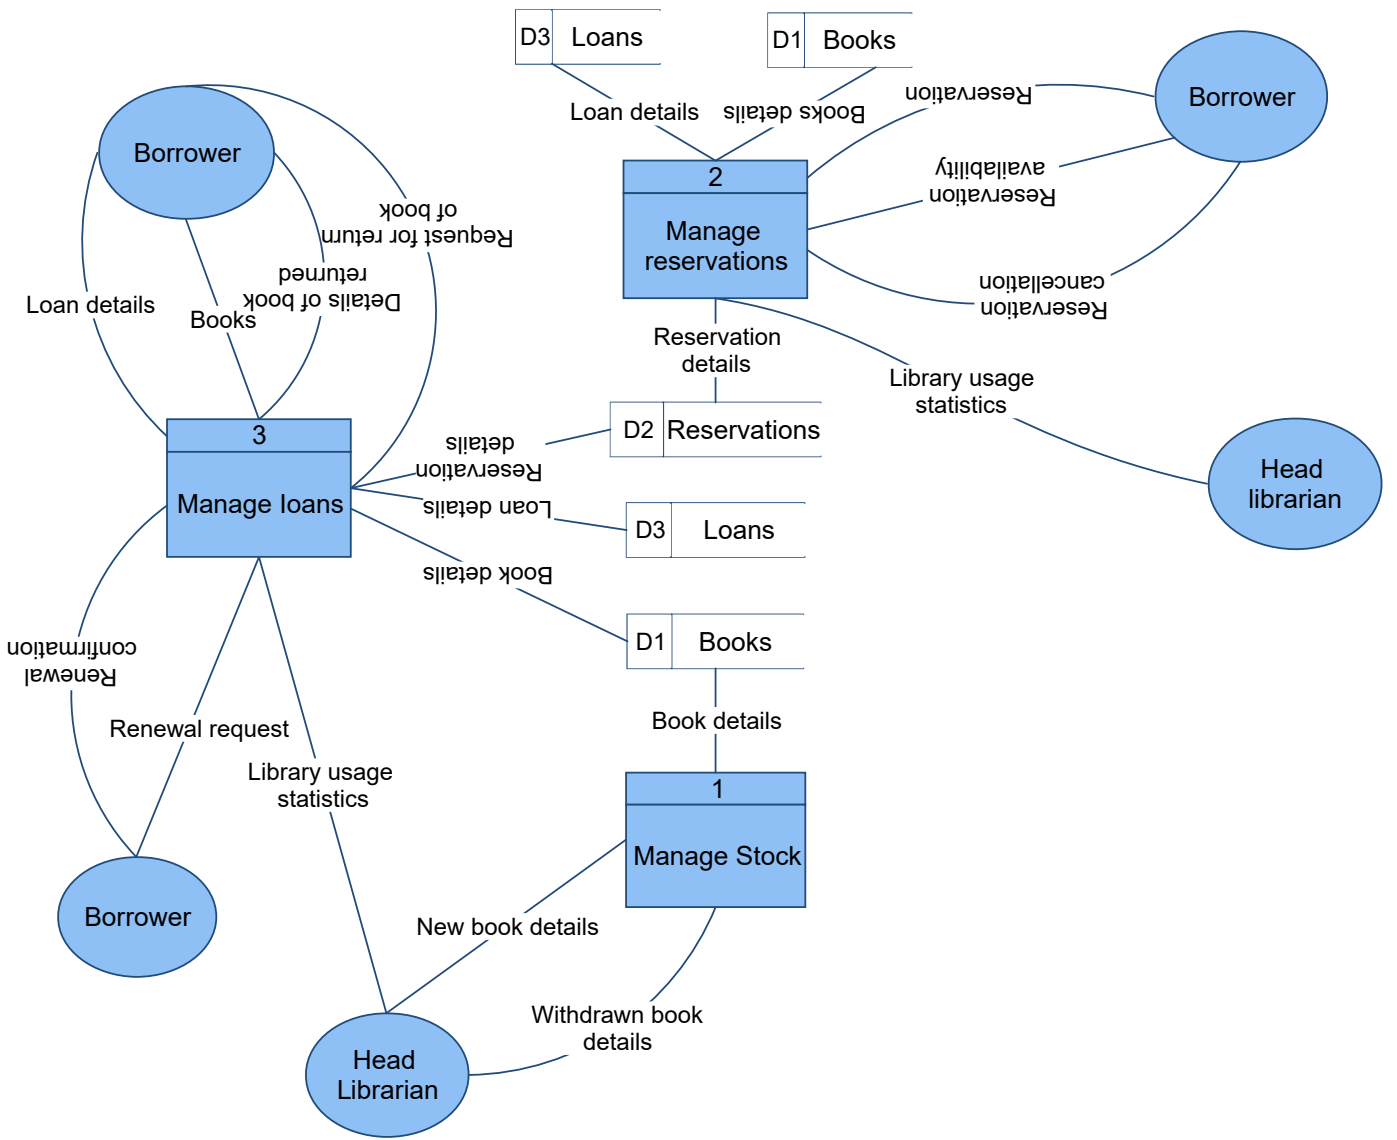 D3
Loans
D1
Books
Loan details
Books details
Reservation
Borrower
Borrower
Reservation
availability
2
Manage
reservations
Request for return
of book
Details of book
returned
Loan details
Books
Reservation
cancellation
Reservation
details
Library usage
statistics
D2
Reservations
3
Manage loans
Reservation
details
Loan details
D3
Loans
Head
librarian
Book details
D1
Books
Renewal
confirmation
Renewal request
Book details
Library usage
statistics
1
Manage Stock
Borrower
New book details
Withdrawn book
details
Head
Librarian